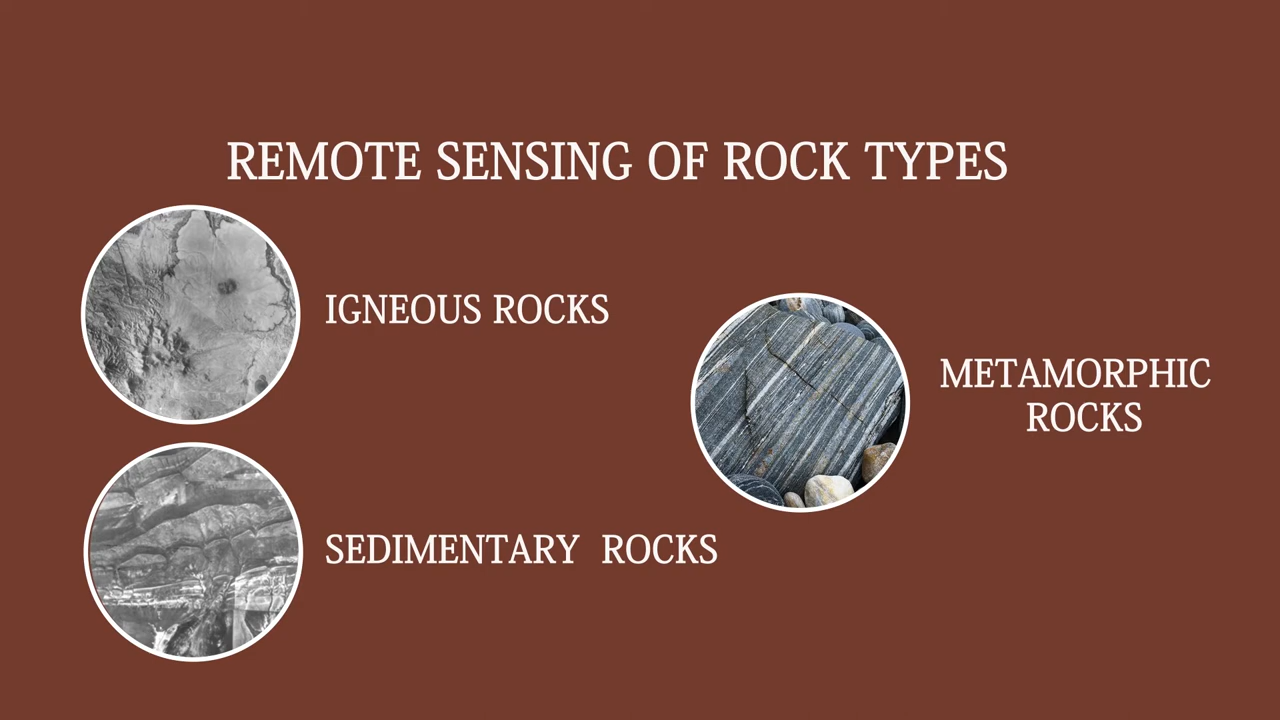 REMOTE SENSING OF ROCK TYPES
IGNEOUS ROCKS
METAMORPHIC
ROCKS
SEDIMENTARY ROCKS